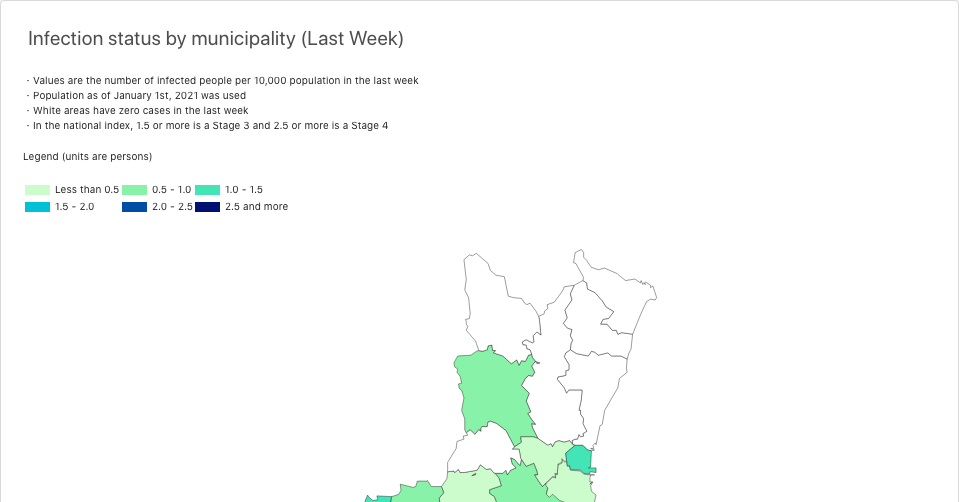 Infection status by municipality (Last Week)
· Values are the number of infected people per 10,000 population in the last week
· Population as of January 1st, 2021 was used
· White areas have zero cases in the last week
· In the national index, 1.5 or more is a Stage 3 and 2.5 or more is a Stage 4
Legend (units are persons)
Less than 0.5 0.5 - 1.0 1.0 - 1.5
1.5 - 2.0 2.0 - 2.5 2.5 and more